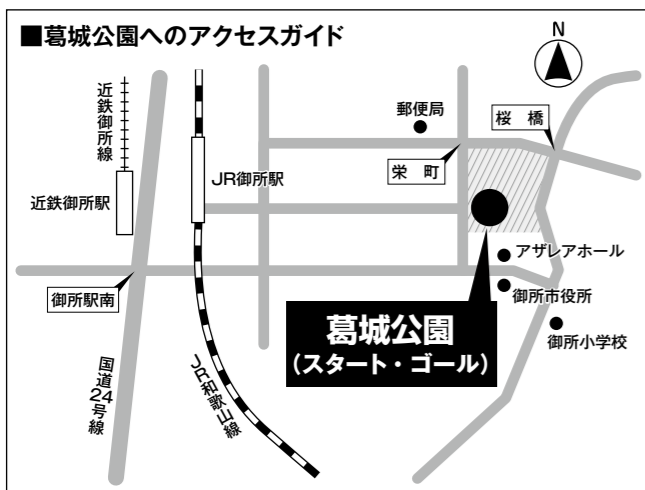 ■葛城公園へのアクセスガイド
N
近鉄御所線
郵便局
桜 橋
栄 町
JR御所駅
近鉄御所駅
アザレアホール
御所市役所
御所駅南
葛城公園
(スタート・ゴール)
御所小学校
国道24号線
JR和歌山線